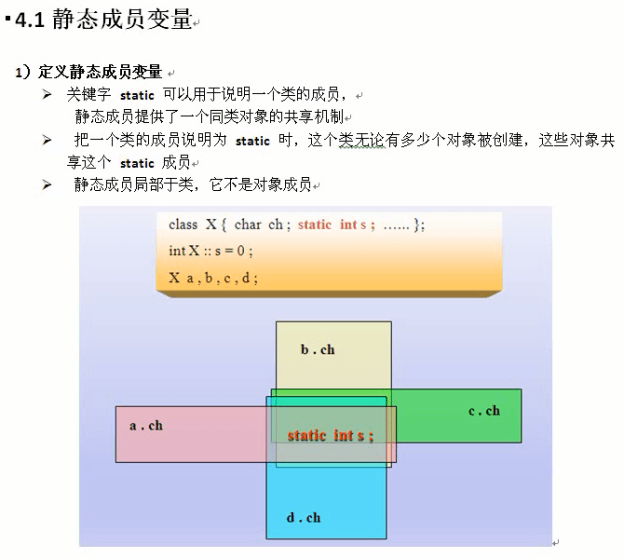 4.1 静态成员变量
1）定义静态成员变量
关键字 static 可以用于说明一个类的成员，
静态成员提供了一个同类对象的共享机制
把一个类的成员说明为 static 时，这个类无论有多少个对象被创建，这些对象共
享这个 static 成员
静态成员局部于类，它不是对象成员
class X { char ch ; static int s ; …… };
int X :: s = 0 ;
X a , b , c , d ;
b . ch
c . ch
a . ch
static int s ;
d . ch